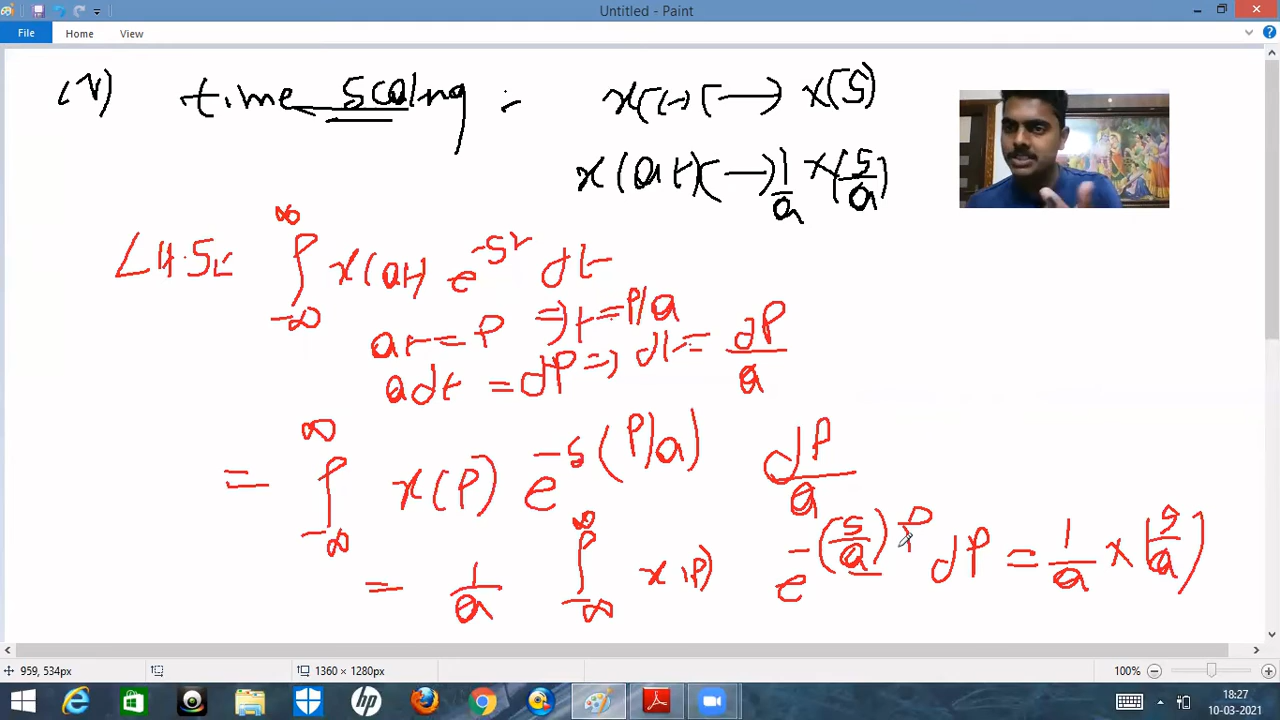 Untitled - Paint
File Home View
(V) time scaling : x(t) ⟷ X(s)
x(at) ⟷ 1/a X(s/a)
L.H.S = ∫_{-∞}^{∞} x(at) e^{-st} dt
at = P ⇒ t = P/a
adt = dP ⇒ dt = dP/a
= ∫_{-∞}^{∞} x(P) e^{-s(P/a)} dP/a
= 1/a ∫_{-∞}^{∞} x(P) e^{-(s/a)P} dP = 1/a X(s/a)
959, 534px 1360 × 1280px 100%
18:27
10-03-2021